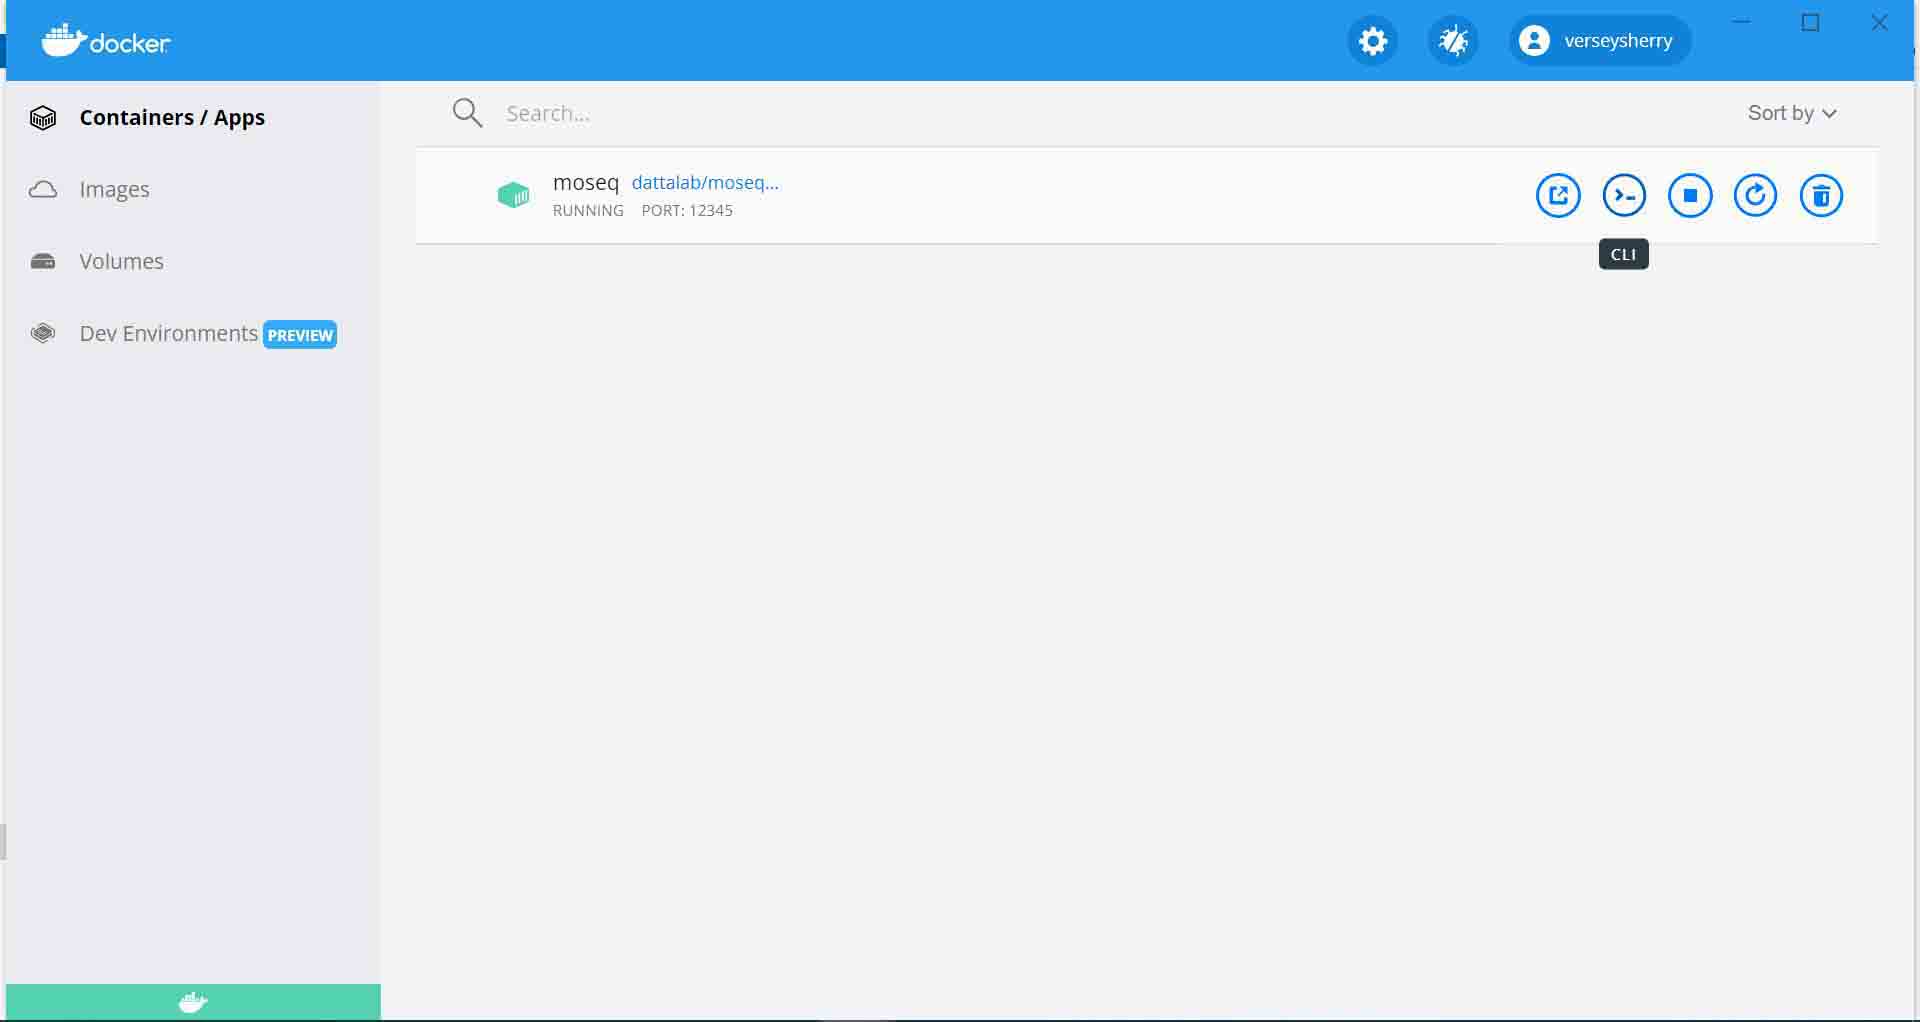 docker
verseysherry
Containers / Apps
Images
Volumes
Dev Environments PREVIEW
Search...
Sort by
moseq dattalab/moseq...
RUNNING PORT: 12345
CLI